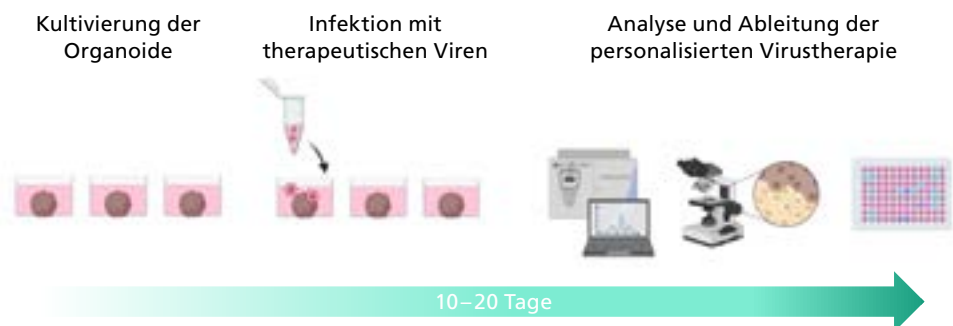 Kultivierung der
Organoide
Infektion mit
therapeutischen Viren
Analyse und Ableitung der
personalisierten Virustherapie
10–20 Tage